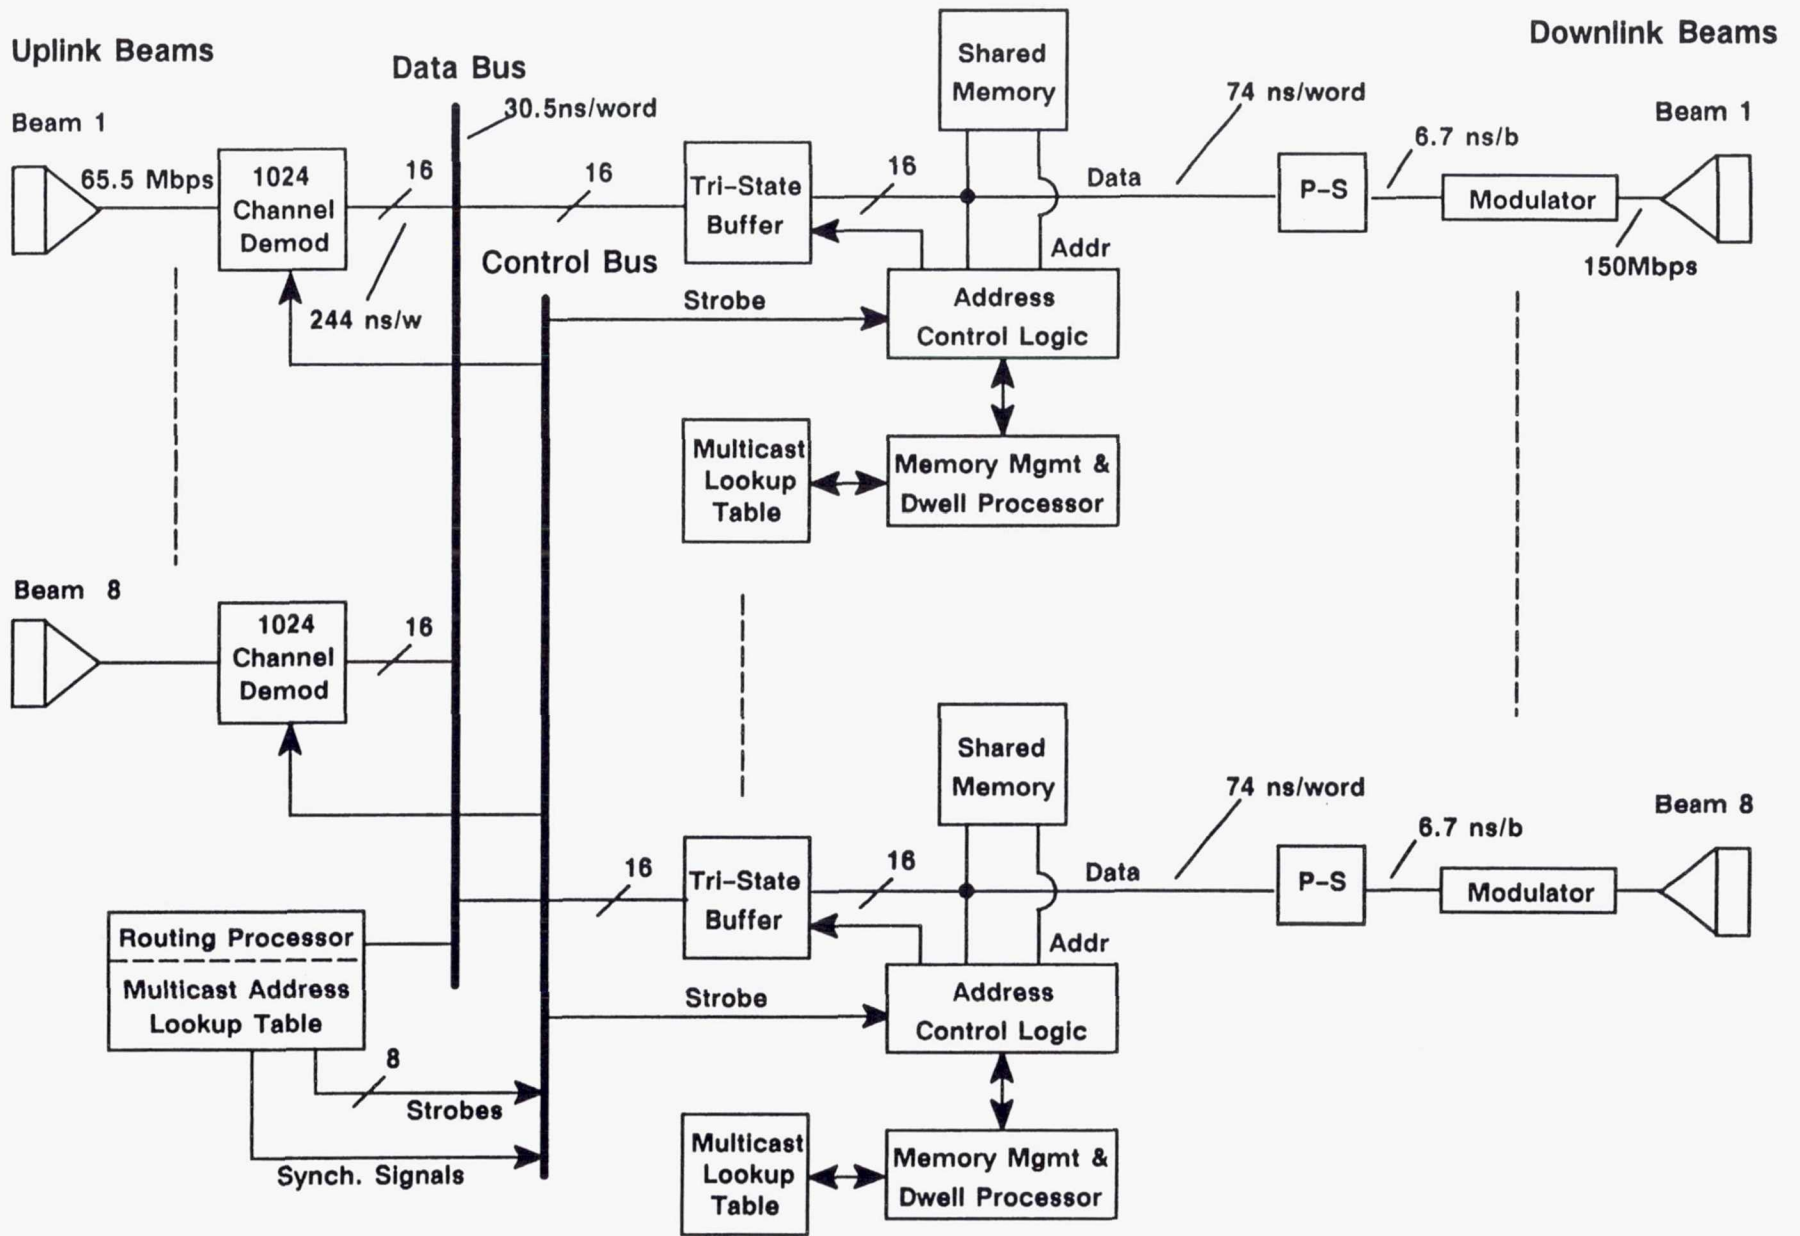 Uplink Beams
Data Bus
Downlink Beams
Beam 1
30.5ns/word
Shared
Memory
74 ns/word
Beam 1
65.5 Mbps
1024
Channel
Demod
16
16
Tri-State
Buffer
16
Data
P-S
6.7 ns/b
Modulator
150Mbps
244 ns/w
Control Bus
Addr
Strobe
Address
Control Logic
Multicast
Lookup
Table
Memory Mgmt &
Dwell Processor
Beam 8
1024
Channel
Demod
16
Shared
Memory
74 ns/word
Beam 8
16
Tri-State
Buffer
16
Data
P-S
6.7 ns/b
Modulator
Addr
Routing Processor
Multicast Address
Lookup Table
Strobe
Address
Control Logic
8
Strobes
Synch. Signals
Multicast
Lookup
Table
Memory Mgmt &
Dwell Processor